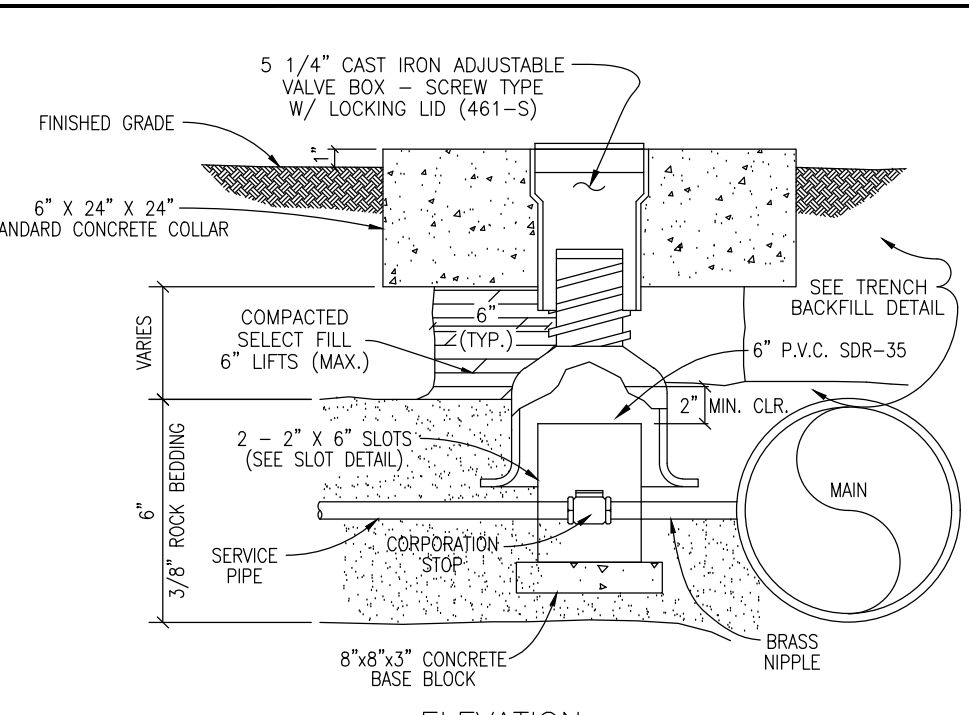 5 1/4" CAST IRON ADJUSTABLE
VALVE BOX – SCREW TYPE
W/ LOCKING LID (461-S)
FINISHED GRADE
1"
6" X 24" X 24"
ANDARD CONCRETE COLLAR
SEE TRENCH
BACKFILL DETAIL
VARIES
COMPACTED
SELECT FILL
6" LIFTS (MAX.)
6"
(TYP.)
6" P.V.C. SDR-35
2" MIN. CLR.
2 – 2" X 6" SLOTS
(SEE SLOT DETAIL)
6"
3/8" ROCK BEDDING
MAIN
SERVICE
PIPE
CORPORATION
STOP
BRASS
NIPPLE
8"x8"x3" CONCRETE
BASE BLOCK
ELEVATION